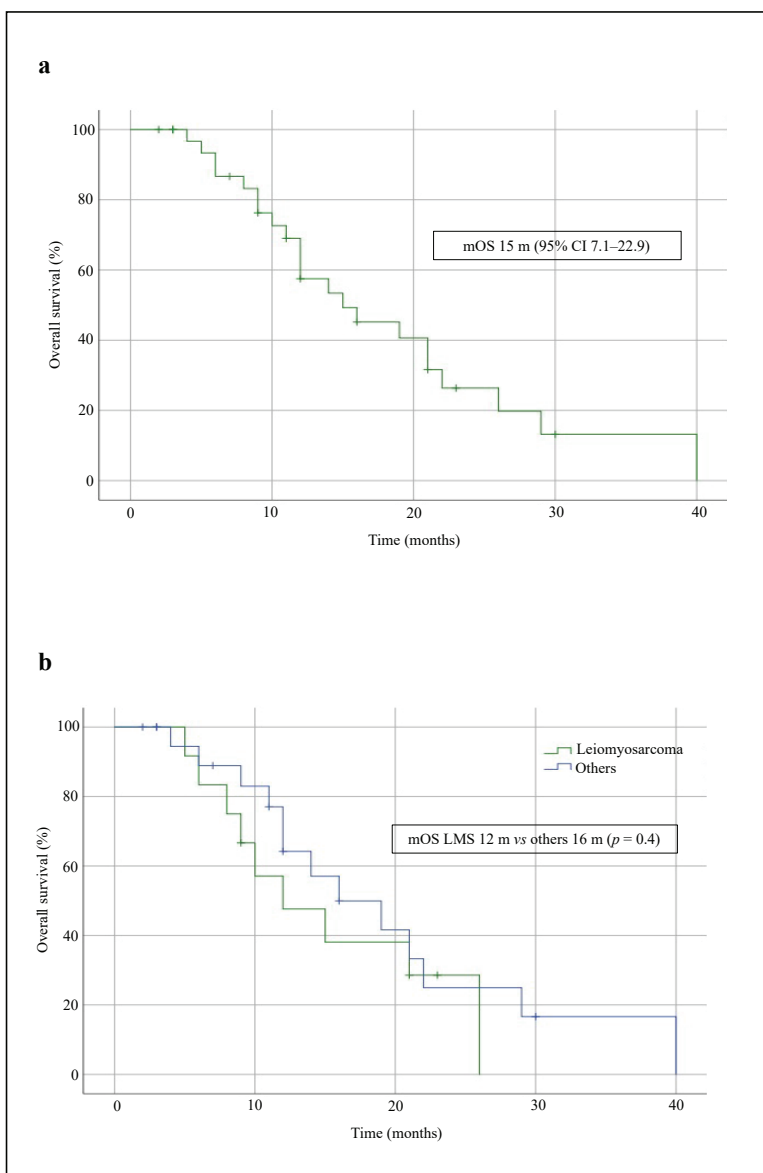 a
100
80
60
40
20
0
Overall survival (%)
mOS 15 m (95% CI 7.1–22.9)
0 10 20 30 40
Time (months)
b
100
80
60
40
20
0
Overall survival (%)
Leiomyosarcoma
Others
mOS LMS 12 m vs others 16 m (p = 0.4)
0 10 20 30 40
Time (months)